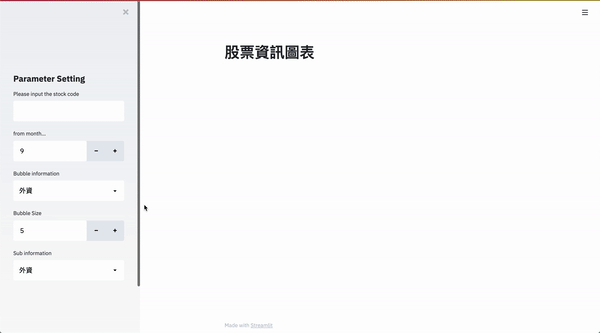 股票資訊圖表
Parameter Setting
Please input the stock code
from month...
9
Bubble information
外資
Bubble Size
5
Sub information
外資
Made with Streamlit